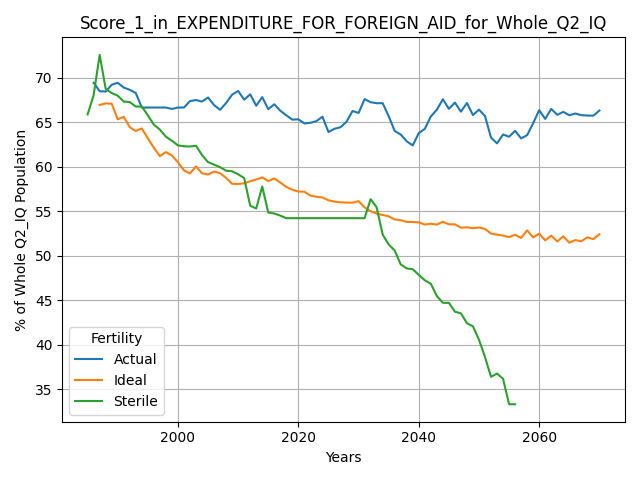 Score_1_in_EXPENDITURE_FOR_FOREIGN_AID_for_Whole_Q2_IQ
% of Whole Q2_IQ Population
70
65
60
55
50
45
40
35
Fertility
Actual
Ideal
Sterile
2000 2020 2040 2060
Years